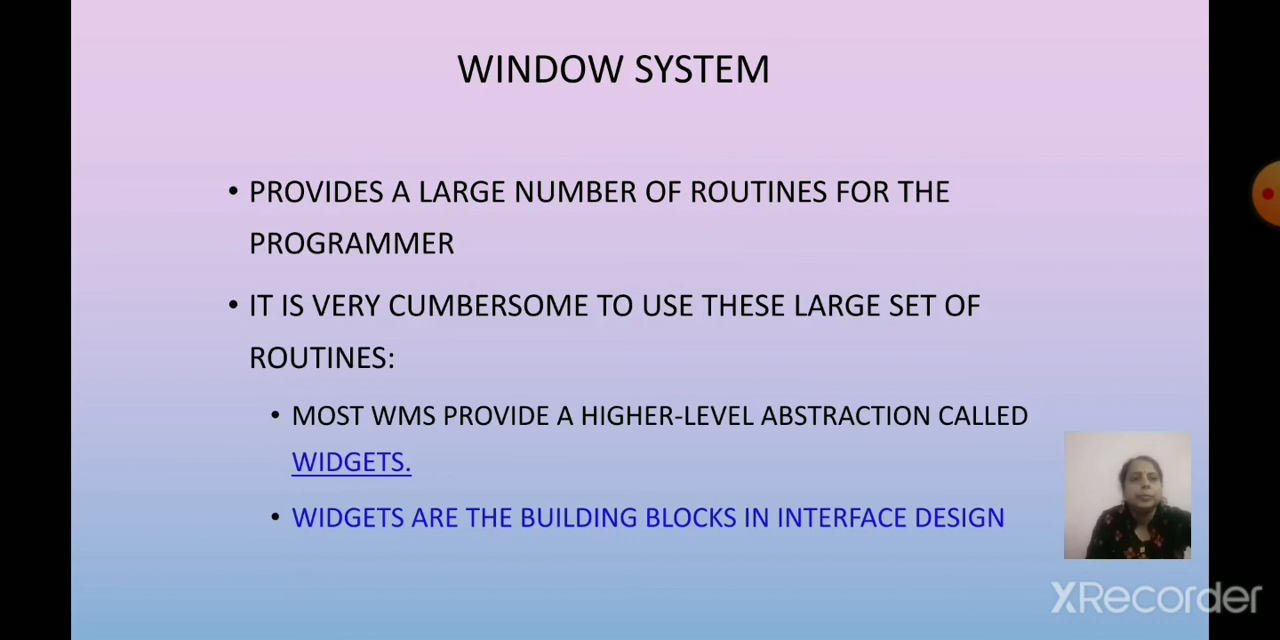 WINDOW SYSTEM
• PROVIDES A LARGE NUMBER OF ROUTINES FOR THE
PROGRAMMER
• IT IS VERY CUMBERSOME TO USE THESE LARGE SET OF
ROUTINES:
• MOST WMS PROVIDE A HIGHER-LEVEL ABSTRACTION CALLED
WIDGETS.
• WIDGETS ARE THE BUILDING BLOCKS IN INTERFACE DESIGN
XRecorder